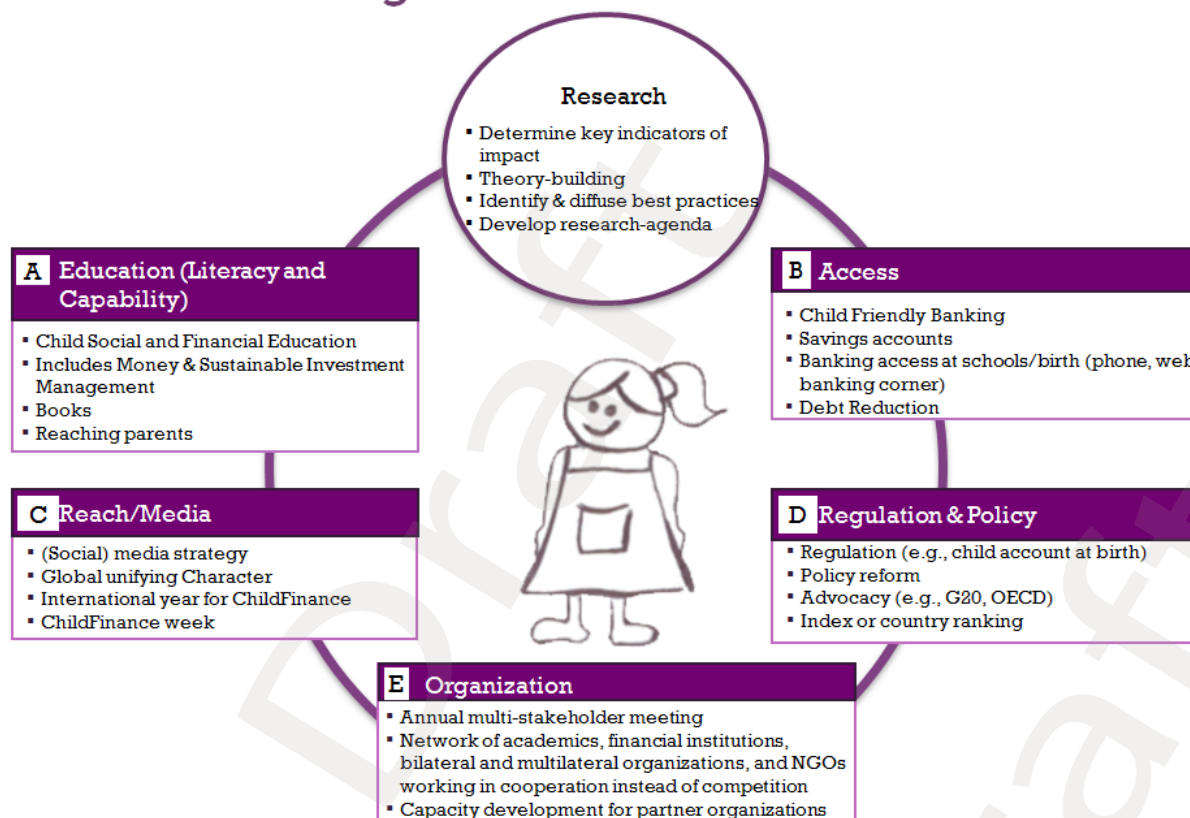 Research
▪ Determine key indicators of
impact
▪ Theory-building
▪ Identify & diffuse best practices
▪ Develop research-agenda
A Education (Literacy and
Capability)
▪ Child Social and Financial Education
▪ Includes Money & Sustainable Investment
Management
▪ Books
▪ Reaching parents
B Access
▪ Child Friendly Banking
▪ Savings accounts
▪ Banking access at schools/birth (phone, web
banking corner)
▪ Debt Reduction
C Reach/Media
▪ (Social) media strategy
▪ Global unifying Character
▪ International year for ChildFinance
▪ ChildFinance week
D Regulation & Policy
▪ Regulation (e.g., child account at birth)
▪ Policy reform
▪ Advocacy (e.g., G20, OECD)
▪ Index or country ranking
E Organization
▪ Annual multi-stakeholder meeting
▪ Network of academics, financial institutions,
bilateral and multilateral organizations, and NGOs
working in cooperation instead of competition
▪ Capacity development for partner organizations
Draft